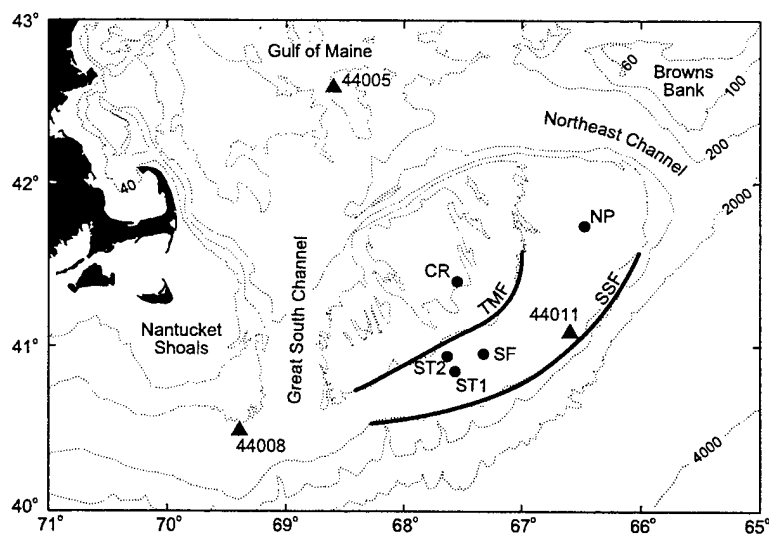 43°
Gulf of Maine
44005
60
Browns
Bank
100
Northeast Channel
200
42°
40
2000
NP
CR
Great South Channel
TMF
SSF
44011
Nantucket
Shoals
41°
ST2
SF
ST1
44008
4000
40°
71°
70°
69°
68°
67°
66°
65°